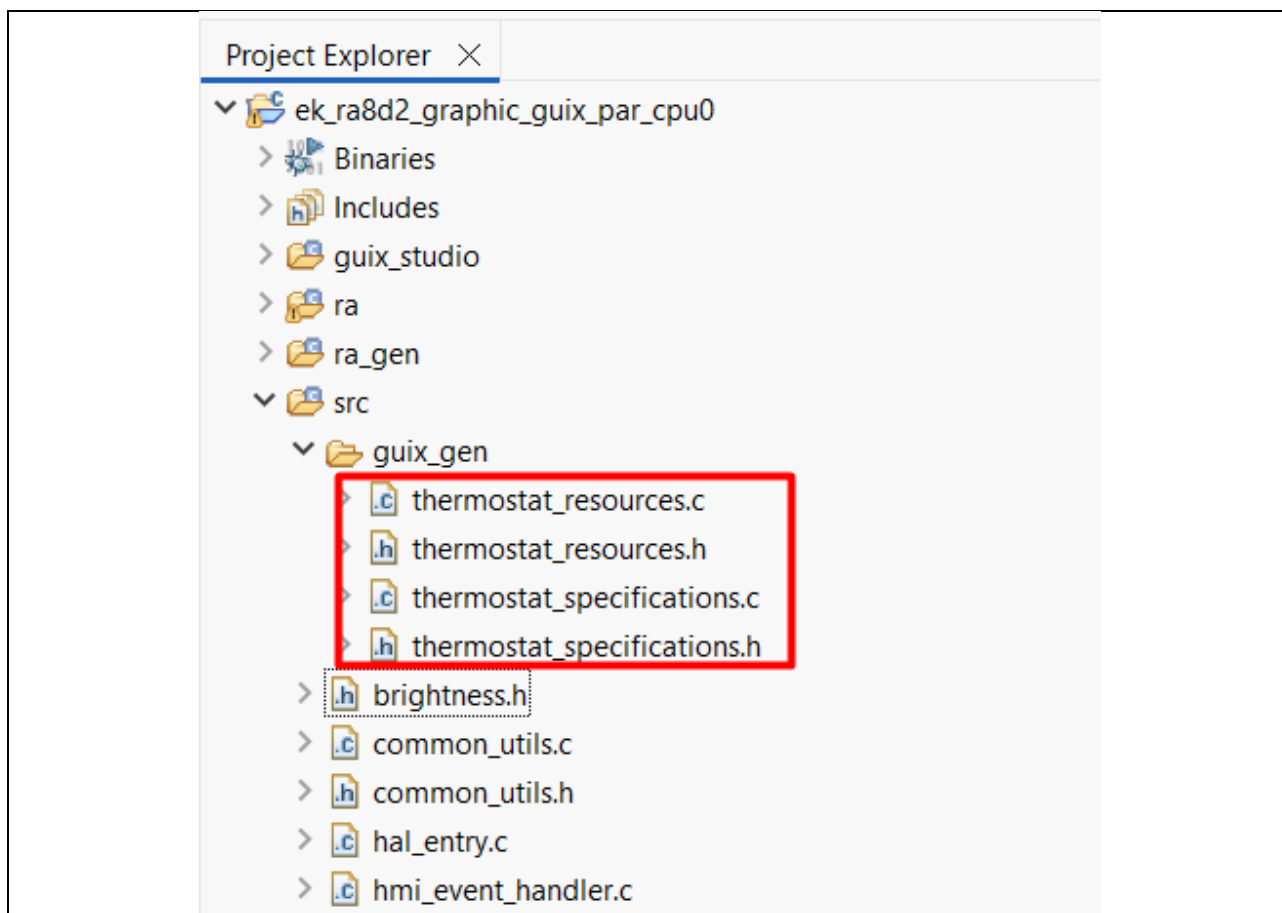 Project Explorer
ek_ra8d2_graphic_guix_par_cpu0
Binaries
Includes
guix_studio
ra
ra_gen
src
guix_gen
thermostat_resources.c
thermostat_resources.h
thermostat_specifications.c
thermostat_specifications.h
brightness.h
common_utils.c
common_utils.h
hal_entry.c
hmi_event_handler.c